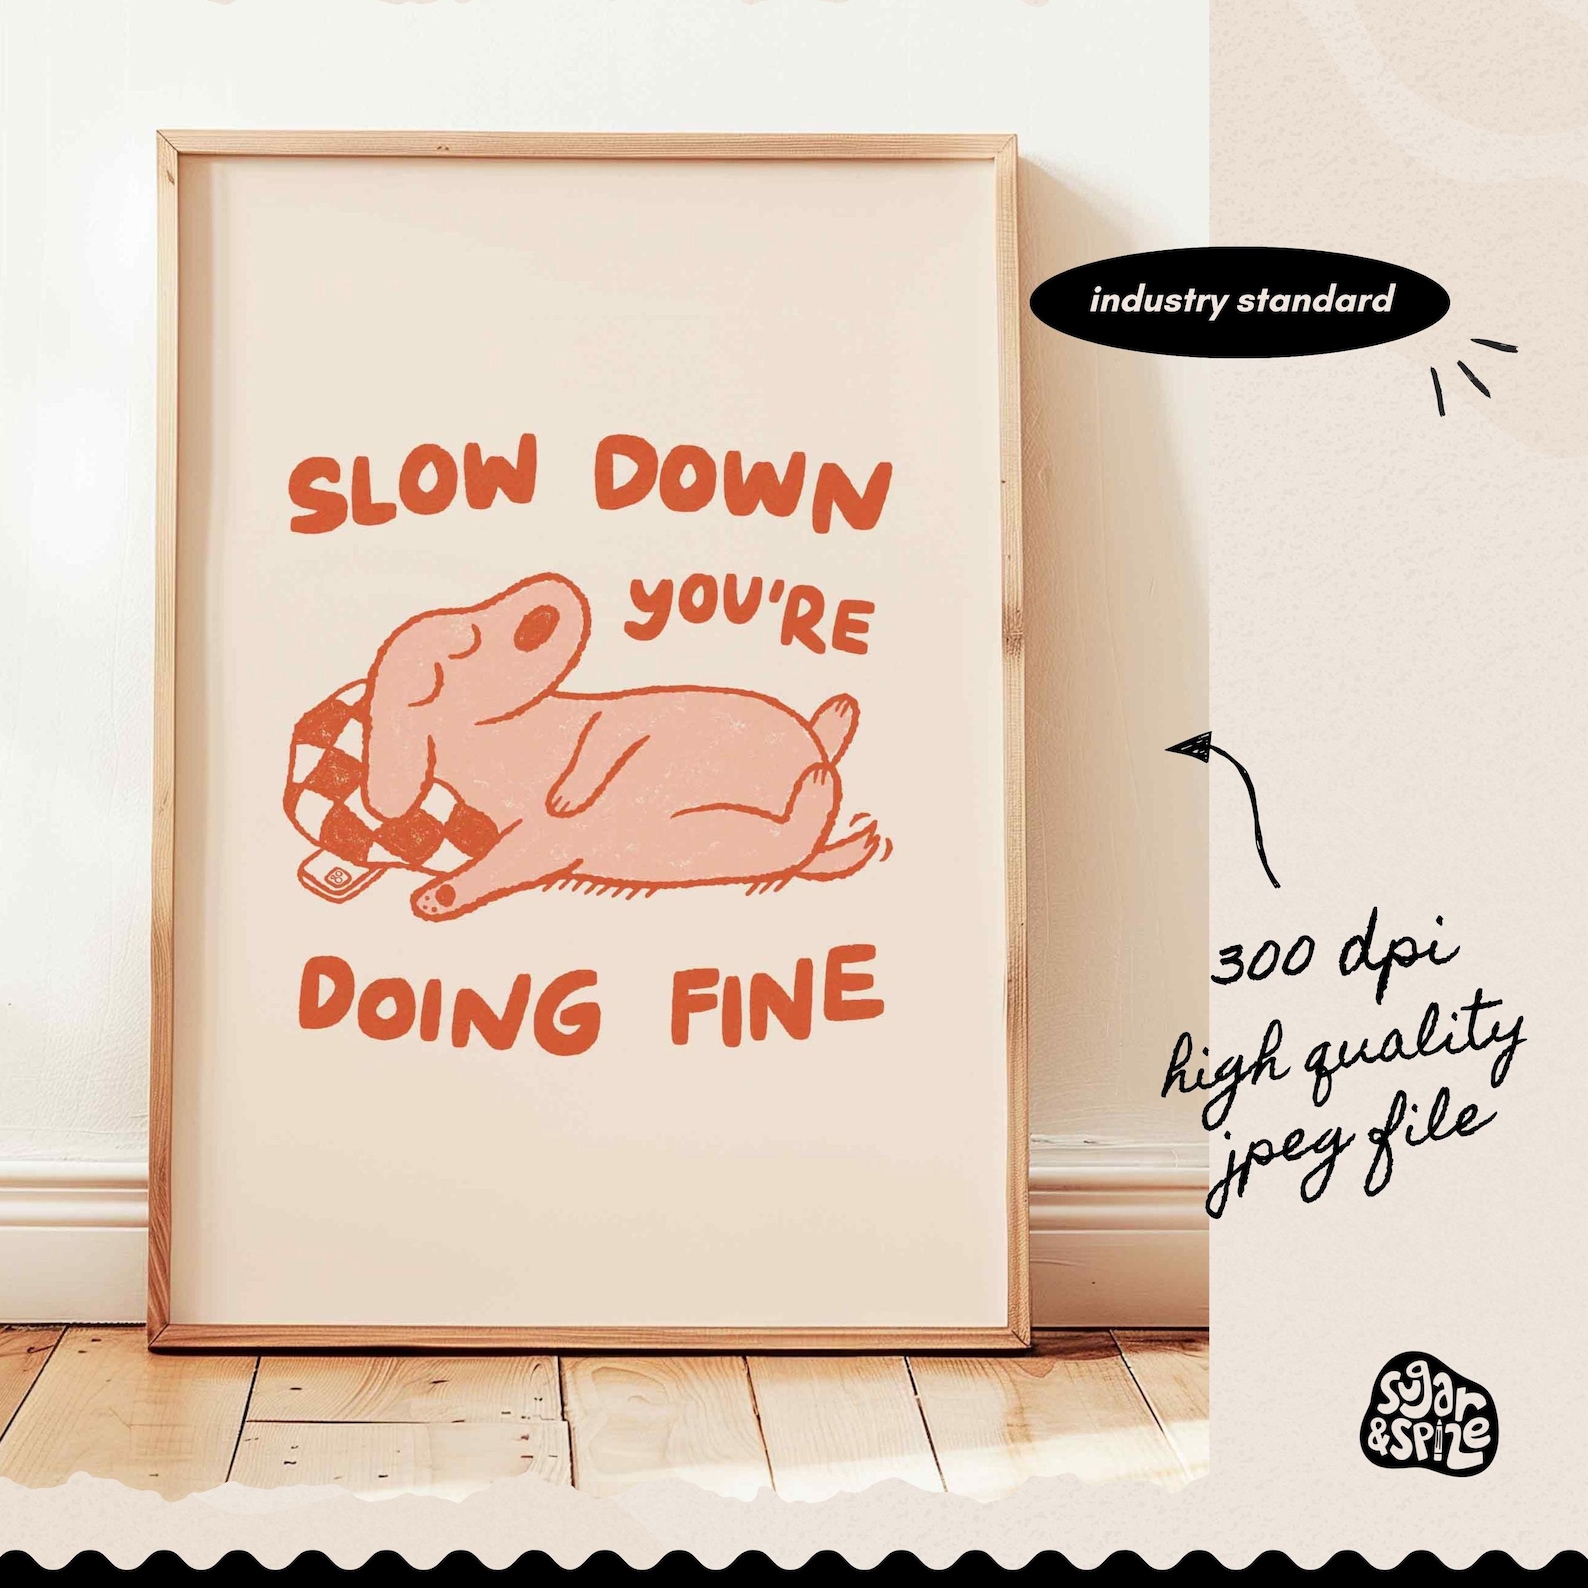 SLOW DOWN
YOU'RE
DOING FINE
industry standard
300 dpi
high quality
jpeg file
sugar
&SPiZe